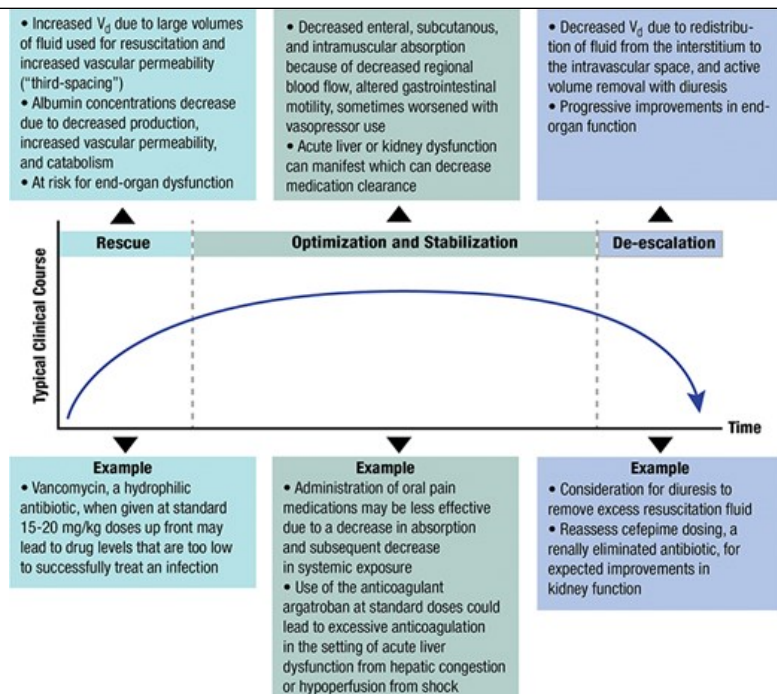 • Increased Vd due to large volumes
of fluid used for resuscitation and
increased vascular permeability
(“third-spacing”)
• Albumin concentrations decrease
due to decreased production,
increased vascular permeability,
and catabolism
• At risk for end-organ dysfunction
• Decreased enteral, subcutanous,
and intramuscular absorption
because of decreased regional
blood flow, altered gastrointestinal
motility, sometimes worsened with
vasopressor use
• Acute liver or kidney dysfunction
can manifest which can decrease
medication clearance
• Decreased Vd due to redistribu-
tion of fluid from the interstitium to
the intravascular space, and active
volume removal with diuresis
• Progressive improvements in end-
organ function
Rescue
Optimization and Stabilization
De-escalation
Typical Clinical Course
Time
Example
• Vancomycin, a hydrophilic
antibiotic, when given at standard
15-20 mg/kg doses up front may
lead to drug levels that are too low
to successfully treat an infection
Example
• Administration of oral pain
medications may be less effective
due to a decrease in absorption
and subsequent decrease
in systemic exposure
• Use of the anticoagulant
argatroban at standard doses could
lead to excessive anticoagulation
in the setting of acute liver
dysfunction from hepatic congestion
or hypoperfusion from shock
Example
• Consideration for diuresis to
remove excess resuscitation fluid
• Reassess cefepime dosing, a
renally eliminated antibiotic, for
expected improvements in
kidney function